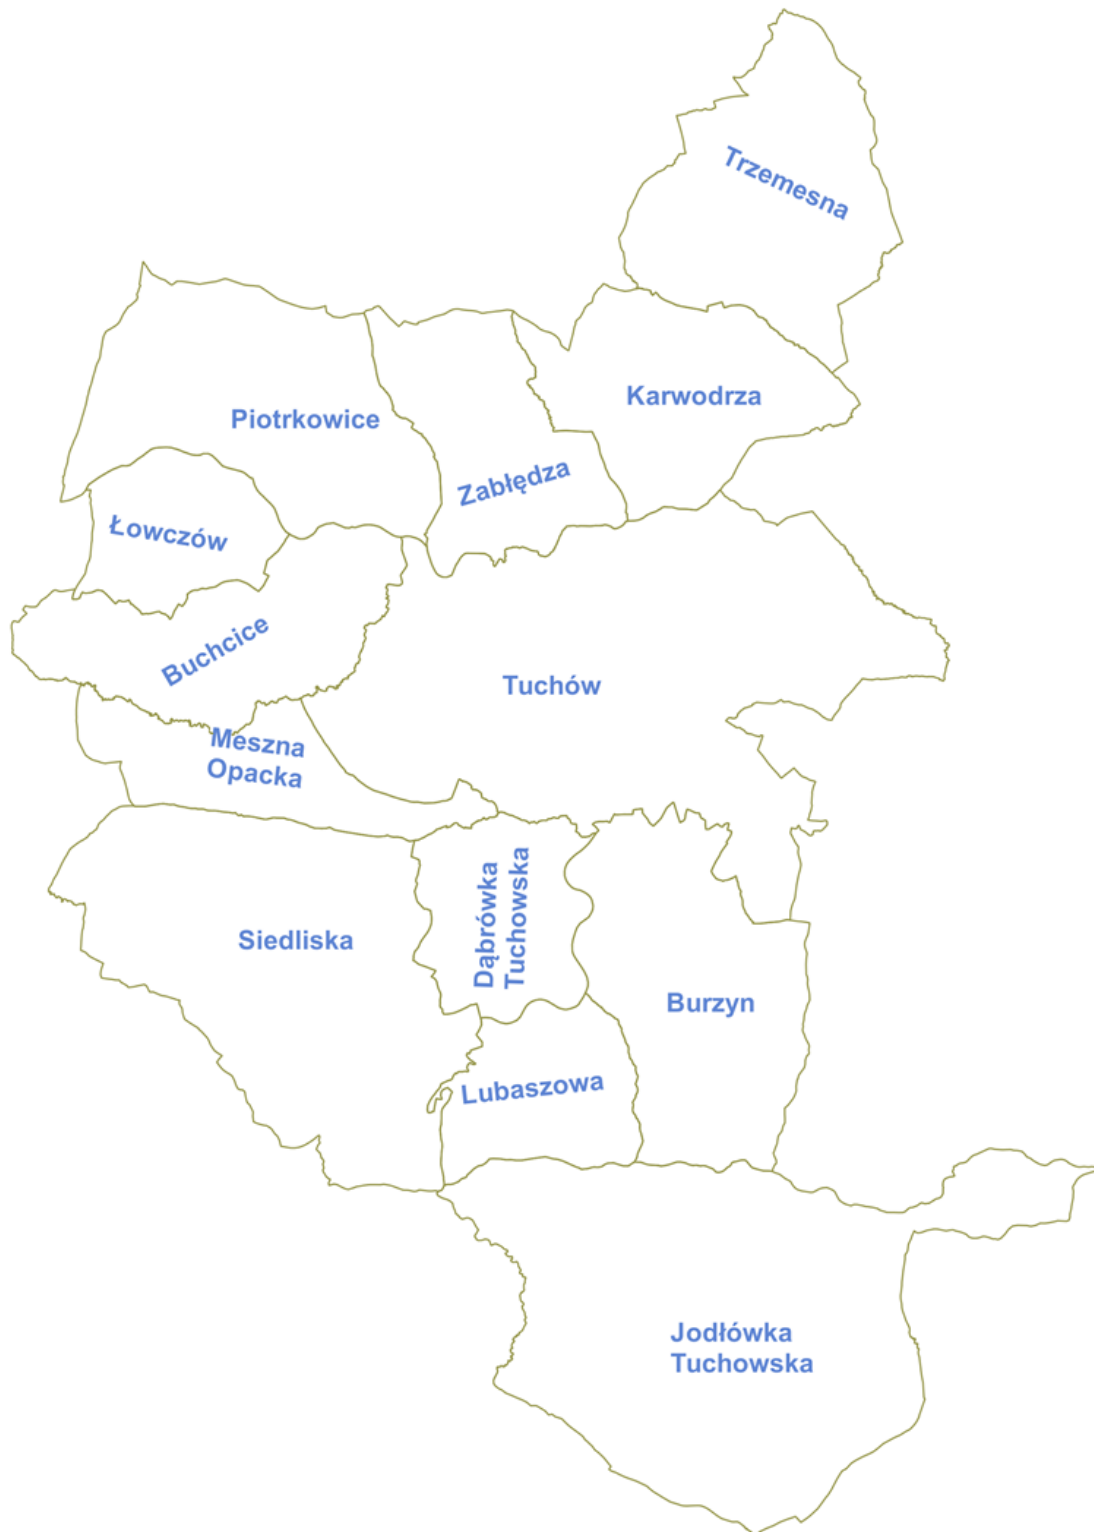 Trzemesna
Karwodrza
Piotrkowice
Zabłędza
Łowczów
Buchcice
Tuchów
Meszna
Opacka
Dąbrówka
Tuchowska
Siedliska
Burzyn
Lubaszowa
Jodłówka
Tuchowska